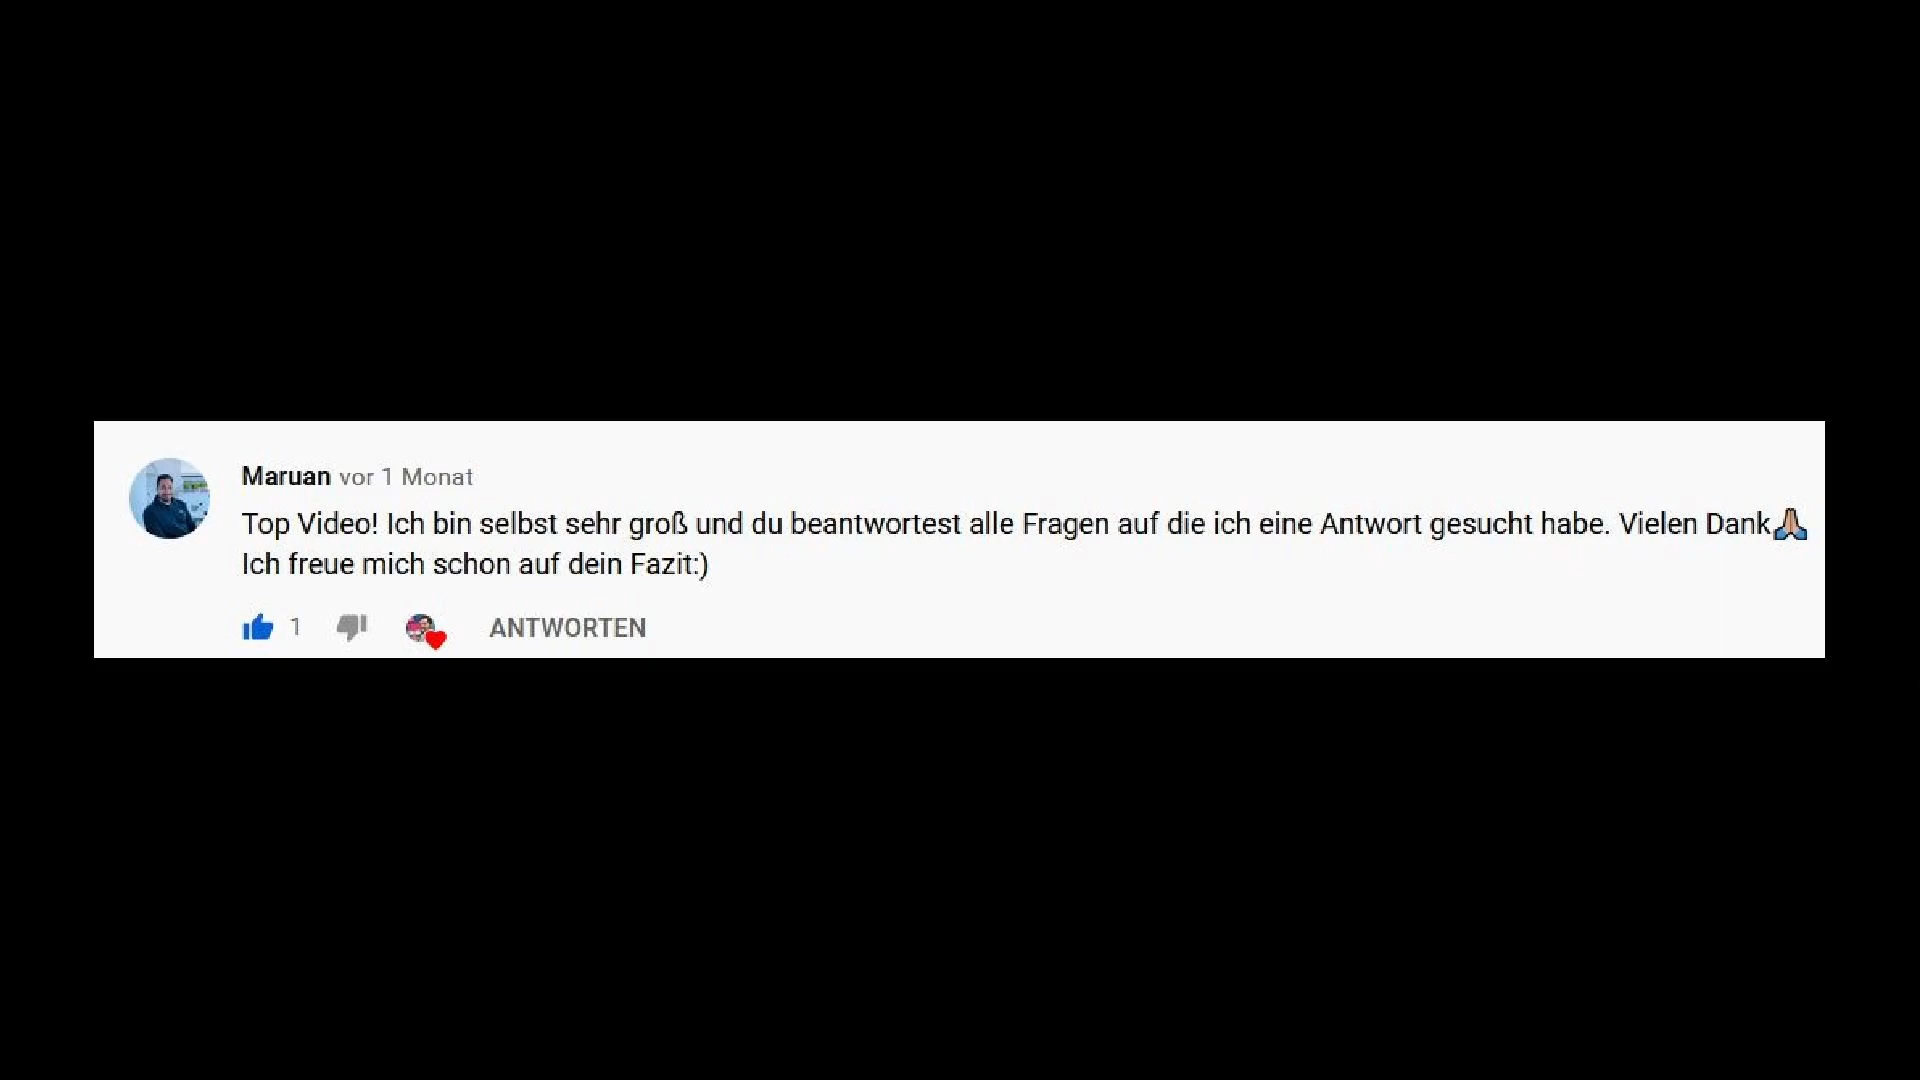 Maruan vor 1 Monat
Top Video! Ich bin selbst sehr groß und du beantwortest alle Fragen auf die ich eine Antwort gesucht habe. Vielen Dank🙏🏼
Ich freue mich schon auf dein Fazit:)
1 ANTWORTEN